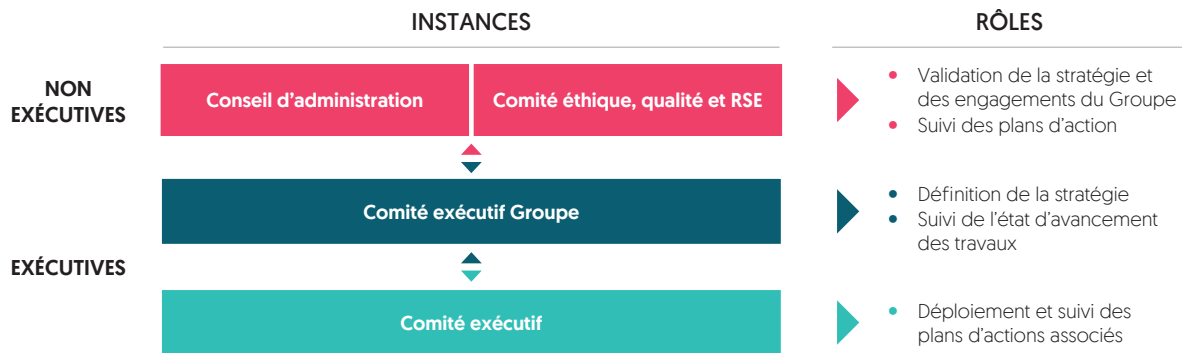 INSTANCES
RÔLES
NON
EXÉCUTIVES
Conseil d'administration
Comité éthique, qualité et RSE
• Validation de la stratégie et
des engagements du Groupe
• Suivi des plans d'action
Comité exécutif Groupe
• Définition de la stratégie
• Suivi de l'état d'avancement
des travaux
EXÉCUTIVES
Comité exécutif
• Déploiement et suivi des
plans d'actions associés